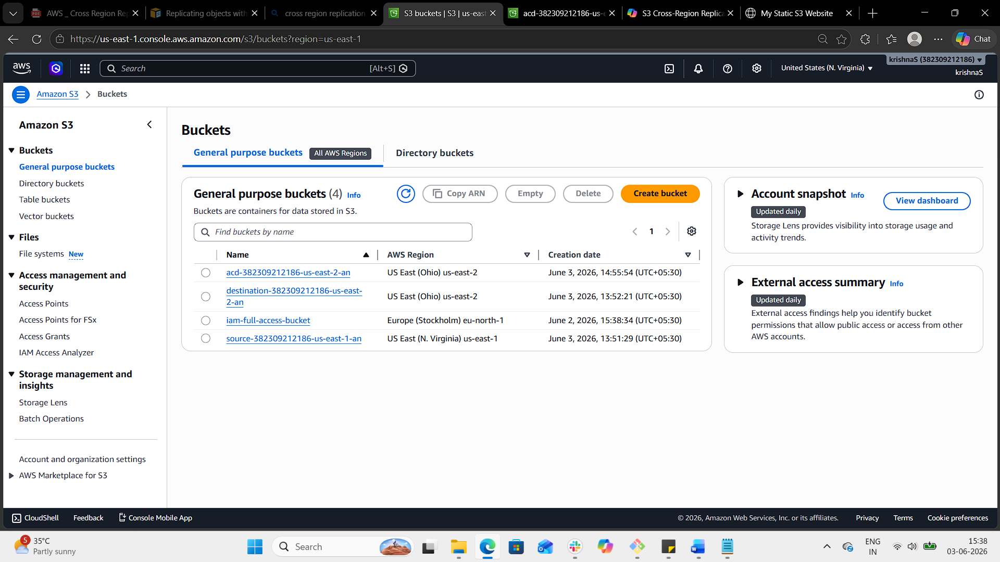 AWS _ Cross Region Rep
Replicating objects with
cross region replication
S3 buckets | S3 | us-east
acd-382309212186-us-e
S3 Cross-Region Replica
My Static S3 Website
https://us-east-1.console.aws.amazon.com/s3/buckets?region=us-east-1
Chat
aws
Search
[Alt+S]
United States (N. Virginia)
krishnaS (382309212186)
krishnaS
Amazon S3
Buckets
Amazon S3
Buckets
General purpose buckets
Directory buckets
Table buckets
Vector buckets
Files
File systems New
Access management and
security
Access Points
Access Points for FSx
Access Grants
IAM Access Analyzer
Storage management and
insights
Storage Lens
Batch Operations
Account and organization settings
AWS Marketplace for S3
Buckets
General purpose buckets All AWS Regions
Directory buckets
General purpose buckets (4) Info
Copy ARN
Empty
Delete
Create bucket
Buckets are containers for data stored in S3.
Find buckets by name
1
Name AWS Region Creation date
acd-382309212186-us-east-2-an US East (Ohio) us-east-2 June 3, 2026, 14:55:54 (UTC+05:30)
destination-382309212186-us-east-
2-an US East (Ohio) us-east-2 June 3, 2026, 13:52:21 (UTC+05:30)
iam-full-access-bucket Europe (Stockholm) eu-north-1 June 2, 2026, 15:38:34 (UTC+05:30)
source-382309212186-us-east-1-an US East (N. Virginia) us-east-1 June 3, 2026, 13:51:29 (UTC+05:30)
Account snapshot Info
View dashboard
Updated daily
Storage Lens provides visibility into storage usage and
activity trends.
External access summary Info
Updated daily
External access findings help you identify bucket
permissions that allow public access or access from other
AWS accounts.
CloudShell
Feedback
Console Mobile App
© 2026, Amazon Web Services, Inc. or its affiliates.
Privacy
Terms
Cookie preferences
5
35°C
Partly sunny
Search
ENG
IN
15:38
03-06-2026